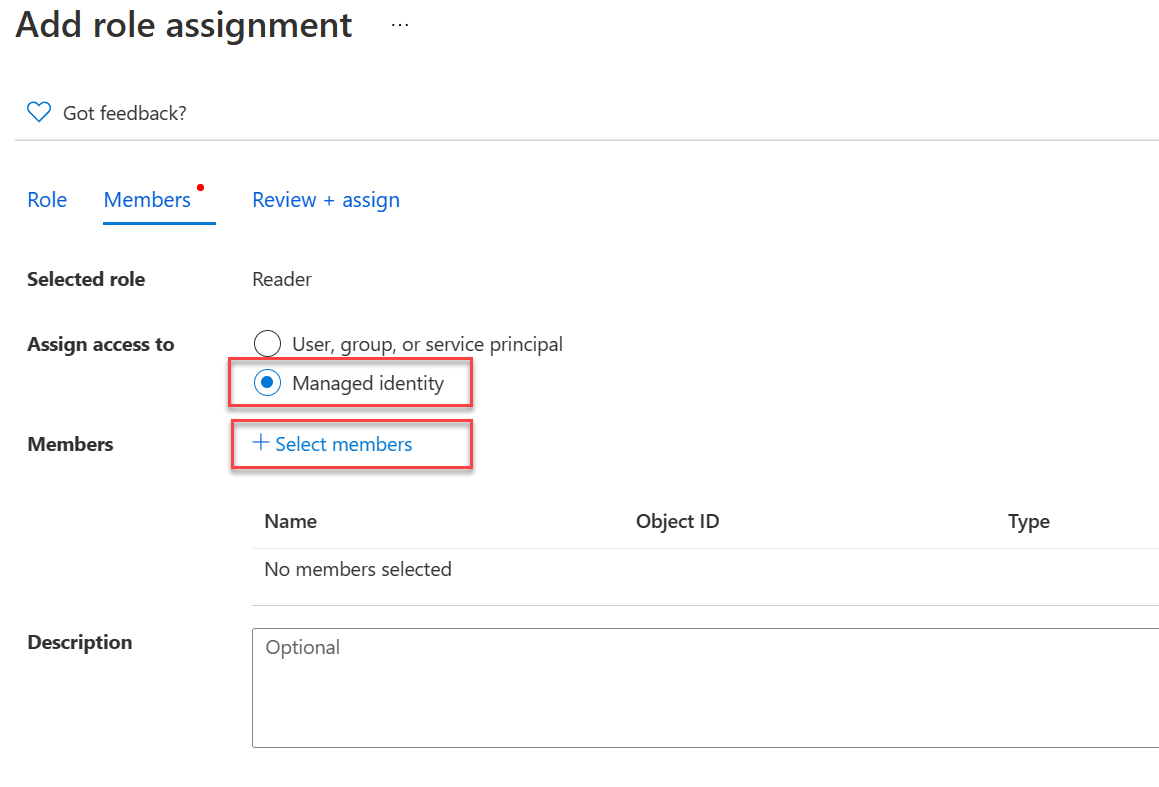 Add role assignment ...
Got feedback?
Role Members Review + assign
Selected role Reader
Assign access to User, group, or service principal
Managed identity
Members + Select members
Name Object ID Type
No members selected
Description Optional